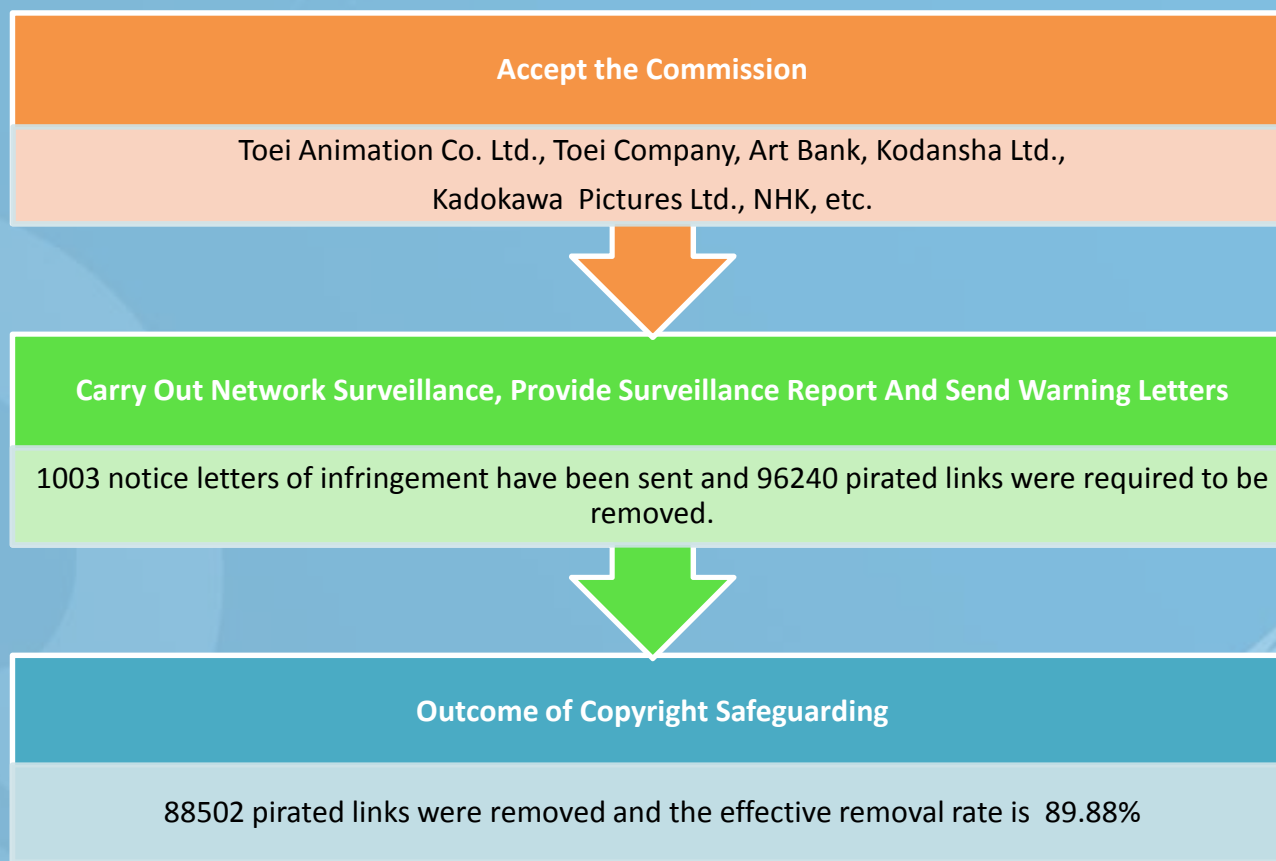 Accept the Commission
Toei Animation Co. Ltd., Toei Company, Art Bank, Kodansha Ltd.,
Kadokawa  Pictures Ltd., NHK, etc.
Carry Out Network Surveillance, Provide Surveillance Report And Send Warning Letters
1003 notice letters of infringement have been sent and 96240 pirated links were required to be
removed.
Outcome of Copyright Safeguarding
88502 pirated links were removed and the effective removal rate is  89.88%